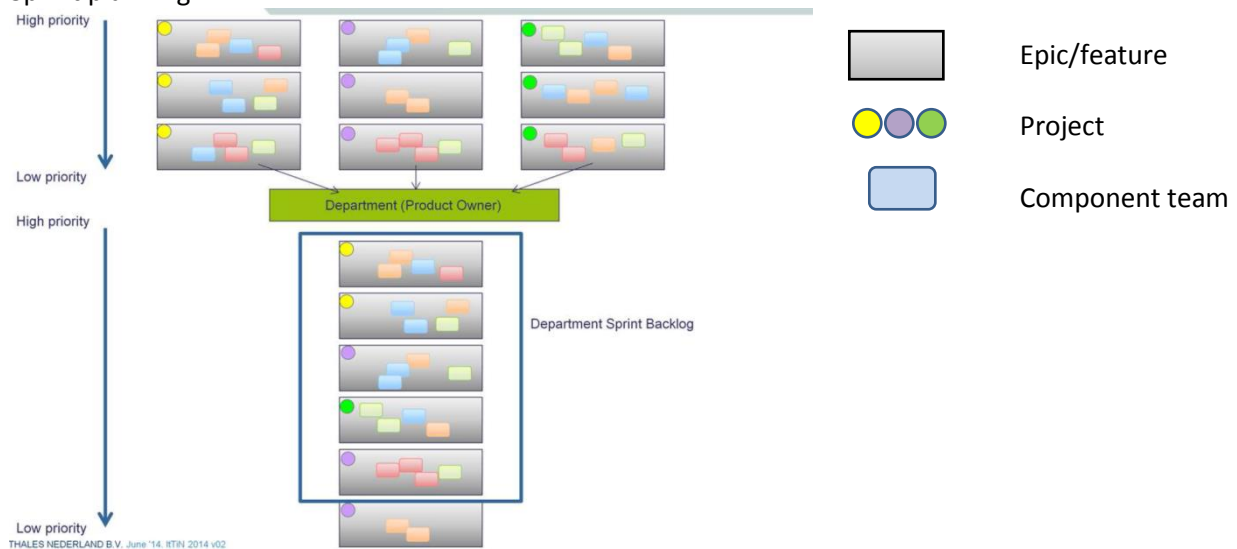 High priority
Low priority
Department (Product Owner)
High priority
Department Sprint Backlog
Low priority
THALES NEDERLAND B.V. June '14. ItTiN 2014 v02
Epic/feature
Project
Component team